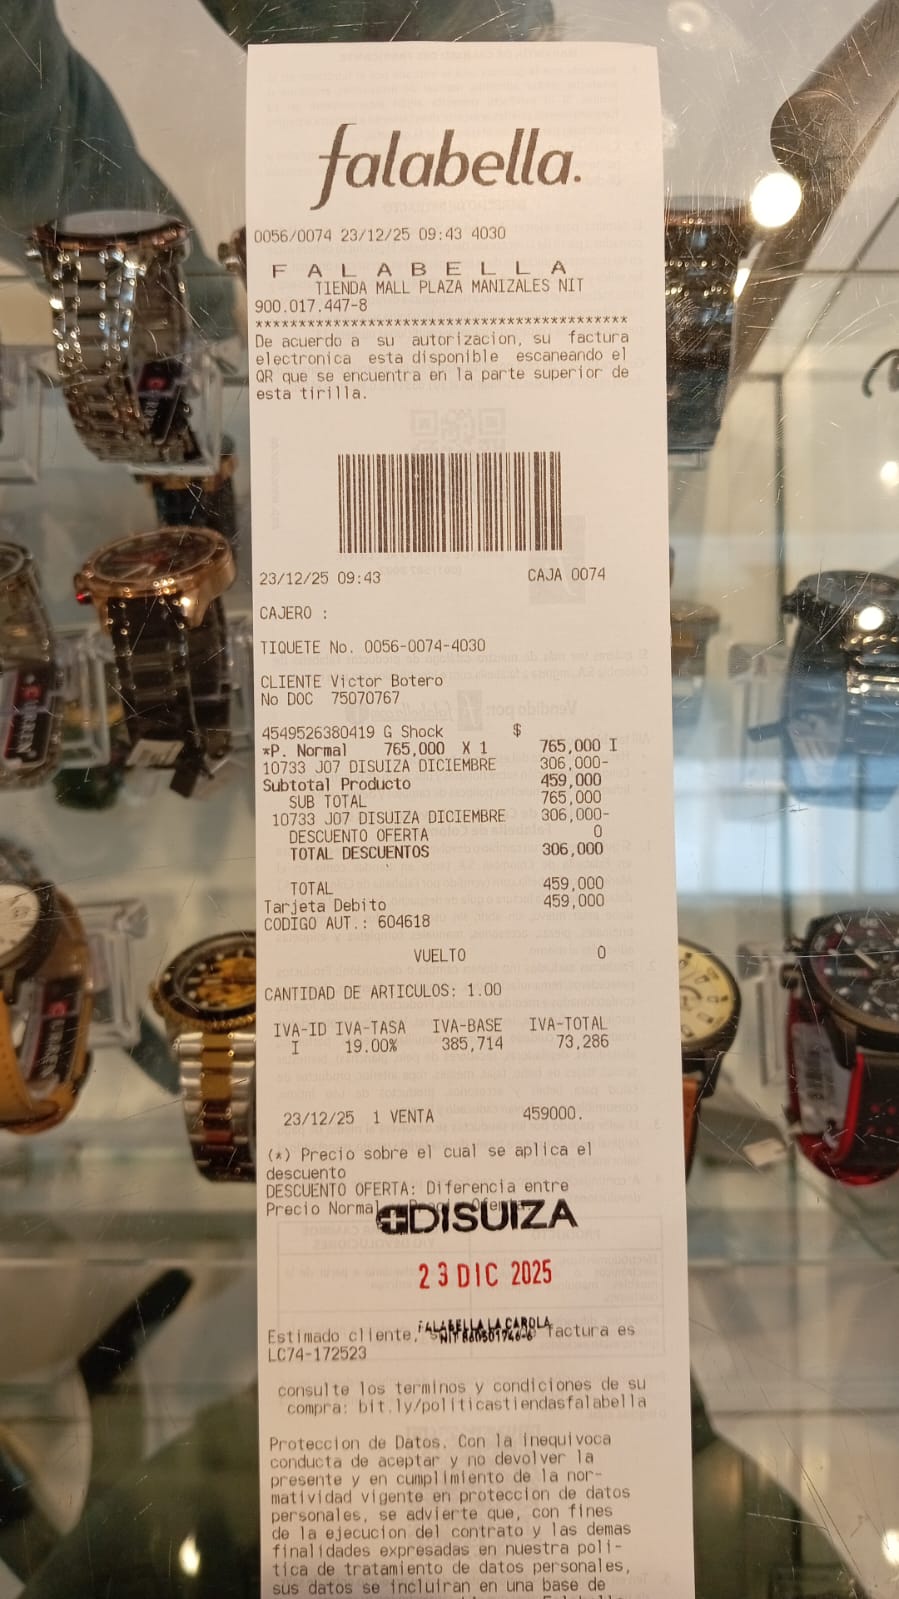 falabella.
0056/0074 23/12/25 09:43 4030
F A L A B E L L A
TIENDA MALL PLAZA MANIZALES NIT
900.017.447-8
*******************************************
De acuerdo a su autorizacion, su factura
electronica esta disponible escaneando el
QR que se encuentra en la parte superior de
esta tirilla.
23/12/25 09:43 CAJA 0074
CAJERO :
TIQUETE No. 0056-0074-4030
CLIENTE Victor Botero
No DOC 75070767
4549526380419 G Shock $
*P. Normal 765,000 X 1 765,000 I
10733 J07 DISUIZA DICIEMBRE 306,000-
Subtotal Producto 459,000
SUB TOTAL 765,000
10733 J07 DISUIZA DICIEMBRE 306,000-
DESCUENTO OFERTA 0
TOTAL DESCUENTOS 306,000
TOTAL 459,000
Tarjeta Debito 459,000
CODIGO AUT.: 604618
VUELTO 0
CANTIDAD DE ARTICULOS: 1.00
IVA-ID IVA-TASA IVA-BASE IVA-TOTAL
I 19.00% 385,714 73,286
23/12/25 1 VENTA 459000.
(*) Precio sobre el cual se aplica el
descuento
DESCUENTO OFERTA: Diferencia entre
Precio Normal
DISUIZA
23 DIC 2025
FALABELLA LA CAROLA
Estimado cliente, factura es
LC74-172523
consulte los terminos y condiciones de su
compra: bit.ly/politicastiendasfalabella
Proteccion de Datos. Con la inequivoca
conducta de aceptar y no devolver la
presente y en cumplimiento de la nor-
matividad vigente en proteccion de datos
personales, se advierte que, con fines
de la ejecucion del contrato y las demas
finalidades expresadas en nuestra poli-
tica de tratamiento de datos personales,
sus datos se incluiran en una base de